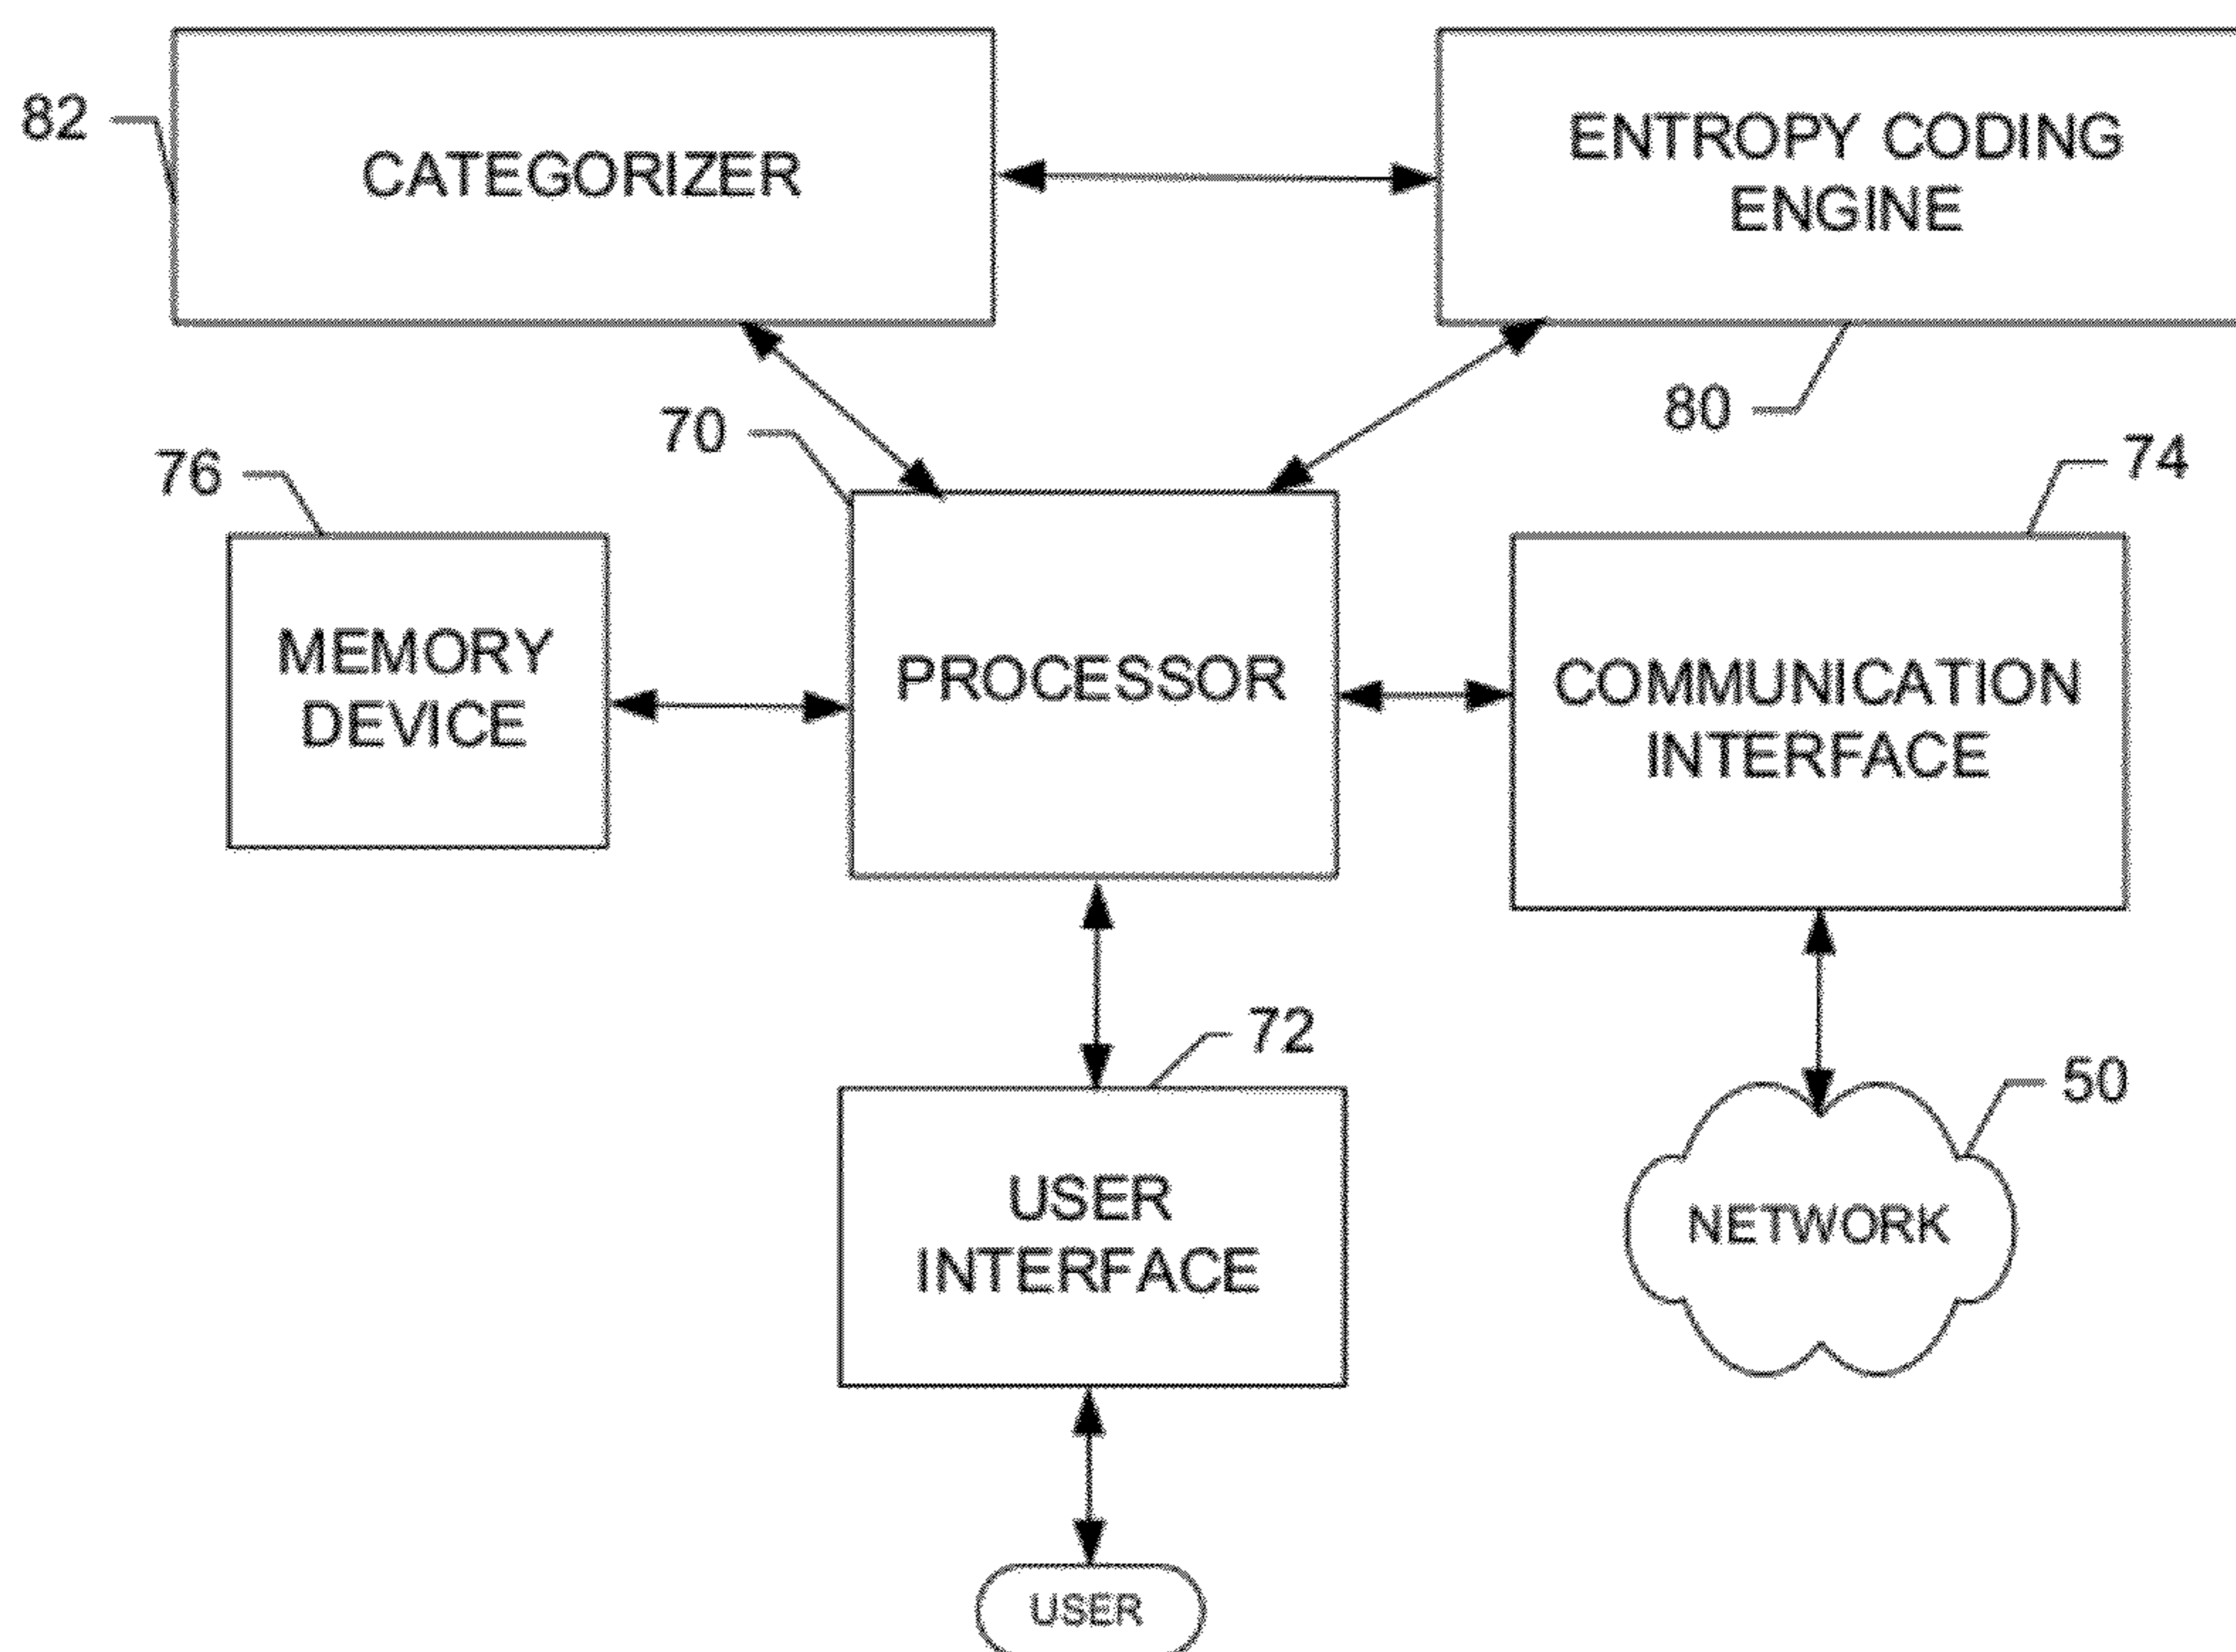 82
CATEGORIZER
ENTROPY CODING
ENGINE
80
70
76
74
MEMORY
DEVICE
PROCESSOR
COMMUNICATION
INTERFACE
72
USER
INTERFACE
50
NETWORK
USER